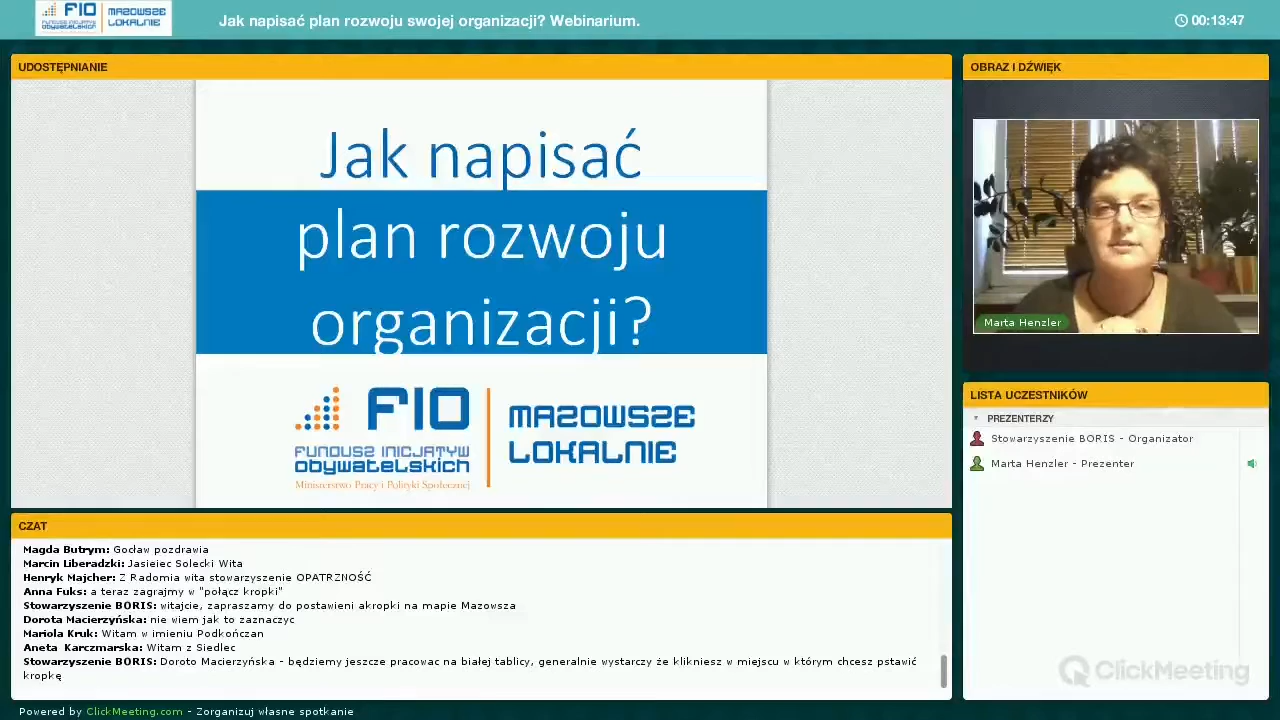 FIO
FUNDUSZ INICJATYW
OBYWATELSKICH
MAZOWSZE
LOKALNIE
Jak napisać plan rozwoju swojej organizacji? Webinarium.
00:13:47
UDOSTĘPNIANIE
Jak napisać
plan rozwoju
organizacji?
FIO
FUNDUSZ INICJATYW
OBYWATELSKICH
Ministerstwo Pracy i Polityki Społecznej
MAZOWSZE
LOKALNIE
OBRAZ I DŹWIĘK
Marta Henzler
LISTA UCZESTNIKÓW
PREZENTERZY
Stowarzyszenie BORIS - Organizator
Marta Henzler - Prezenter
ClickMeeting
CZAT
Magda Butrym: Gocław pozdrawia
Marcin Liberadzki: Jasieiec Solecki Wita
Henryk Majcher: Z Radomia wita stowarzyszenie OPATRZNOŚĆ
Anna Fuks: a teraz zagrajmy w "połącz kropki"
Stowarzyszenie BORIS: witajcie, zapraszamy do postawieni akropki na mapie Mazowsza
Dorota Macierzyńska: nie wiem jak to zaznaczyc
Mariola Kruk: Witam w imieniu Podkończan
Aneta Karczmarska: Witam z Siedlec
Stowarzyszenie BORIS: Doroto Macierzyńska - będziemy jeszcze pracowac na białej tablicy, generalnie wystarczy że klikniesz w miejscu w którym chcesz pstawić
kropkę
Powered by ClickMeeting.com - Zorganizuj własne spotkanie